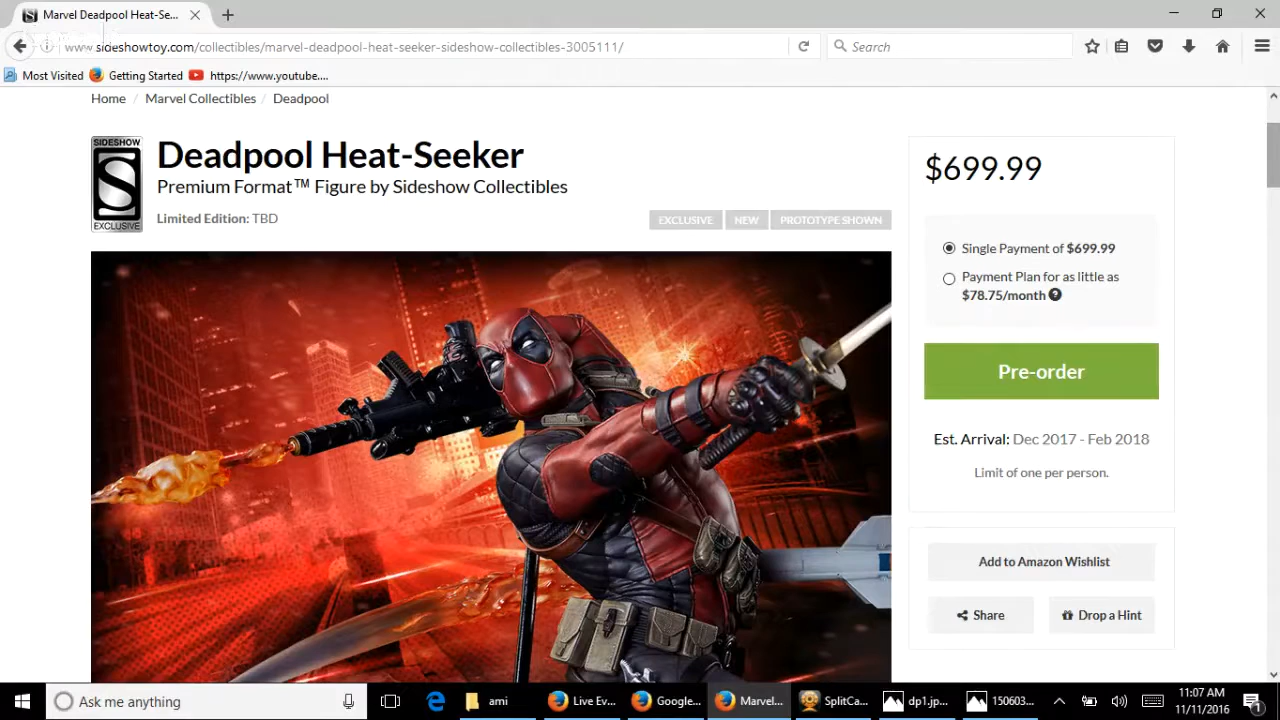 Marvel Deadpool Heat-Se...
www.sideshowtoy.com/collectibles/marvel-deadpool-heat-seeker-sideshow-collectibles-3005111/
Search
Most Visited
Getting Started
https://www.youtube....
Home / Marvel Collectibles / Deadpool
SIDESHOW
S
EXCLUSIVE
Deadpool Heat-Seeker
Premium Format™ Figure by Sideshow Collectibles
Limited Edition: TBD
EXCLUSIVE
NEW
PROTOTYPE SHOWN
$699.99
Single Payment of $699.99
Payment Plan for as little as
$78.75/month ?
Pre-order
Est. Arrival: Dec 2017 - Feb 2018
Limit of one per person.
Add to Amazon Wishlist
Share
Drop a Hint
Ask me anything
ami
Live Ev...
Google...
Marvel...
SplitCa...
dp1.jp...
150603...
11:07 AM
11/11/2016
1